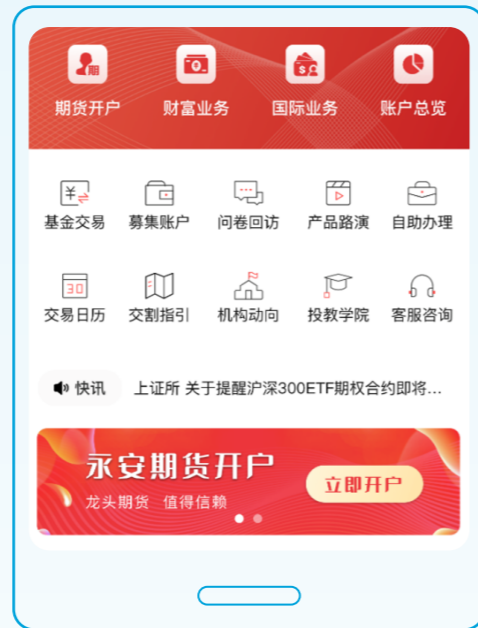 期
期货开户 财富业务 国际业务 账户总览
基金交易 募集账户 问卷回访 产品路演 自助办理
30
交易日历 交割指引 机构动向 投教学院 客服咨询
快讯 上证所 关于提醒沪深300ETF期权合约即将...
永安期货开户
立即开户
龙头期货 值得信赖